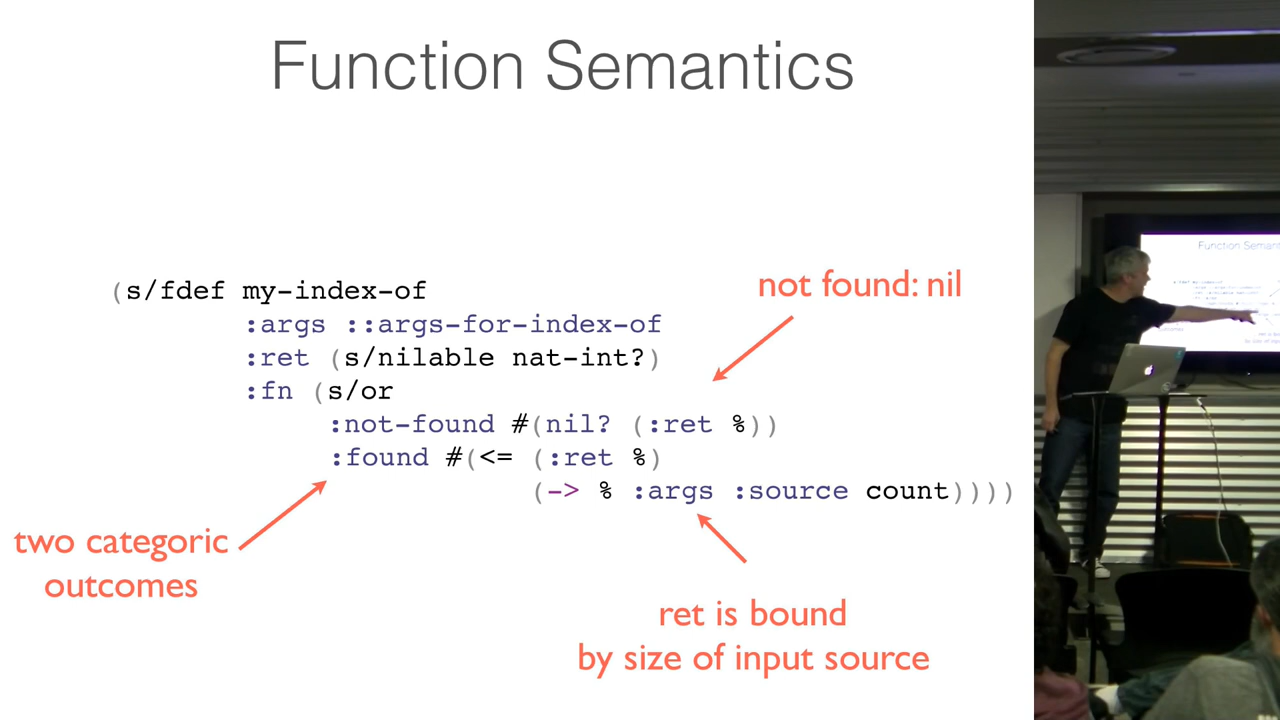 Function Semantics
(s/fdef my-index-of
:args ::args-for-index-of
:ret (s/nilable nat-int?)
:fn (s/or
:not-found #(nil? (:ret %))
:found #(<= (:ret %)
(-> % :args :source count))))
not found: nil
two categoric
outcomes
ret is bound
by size of input source
Function Semant